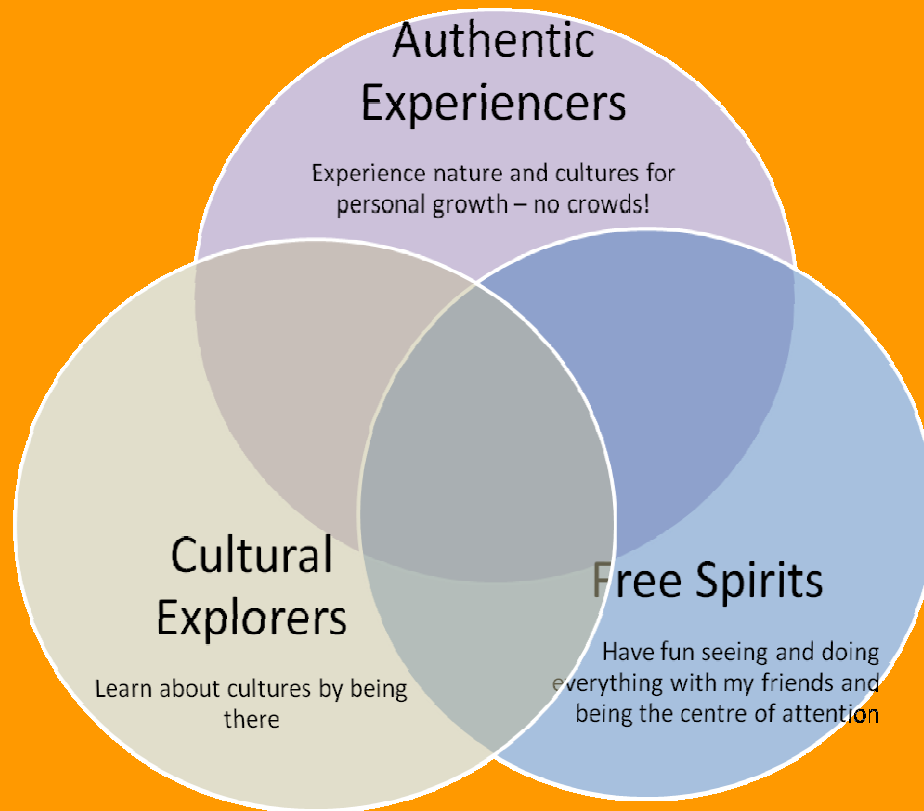 Authentic
Experiencers
Experience nature and cultures for
personal growth – no crowds!
Cultural
Explorers
Learn about cultures by being
there
Free Spirits
Have fun seeing and doing
everything with my friends and
being the centre of attention